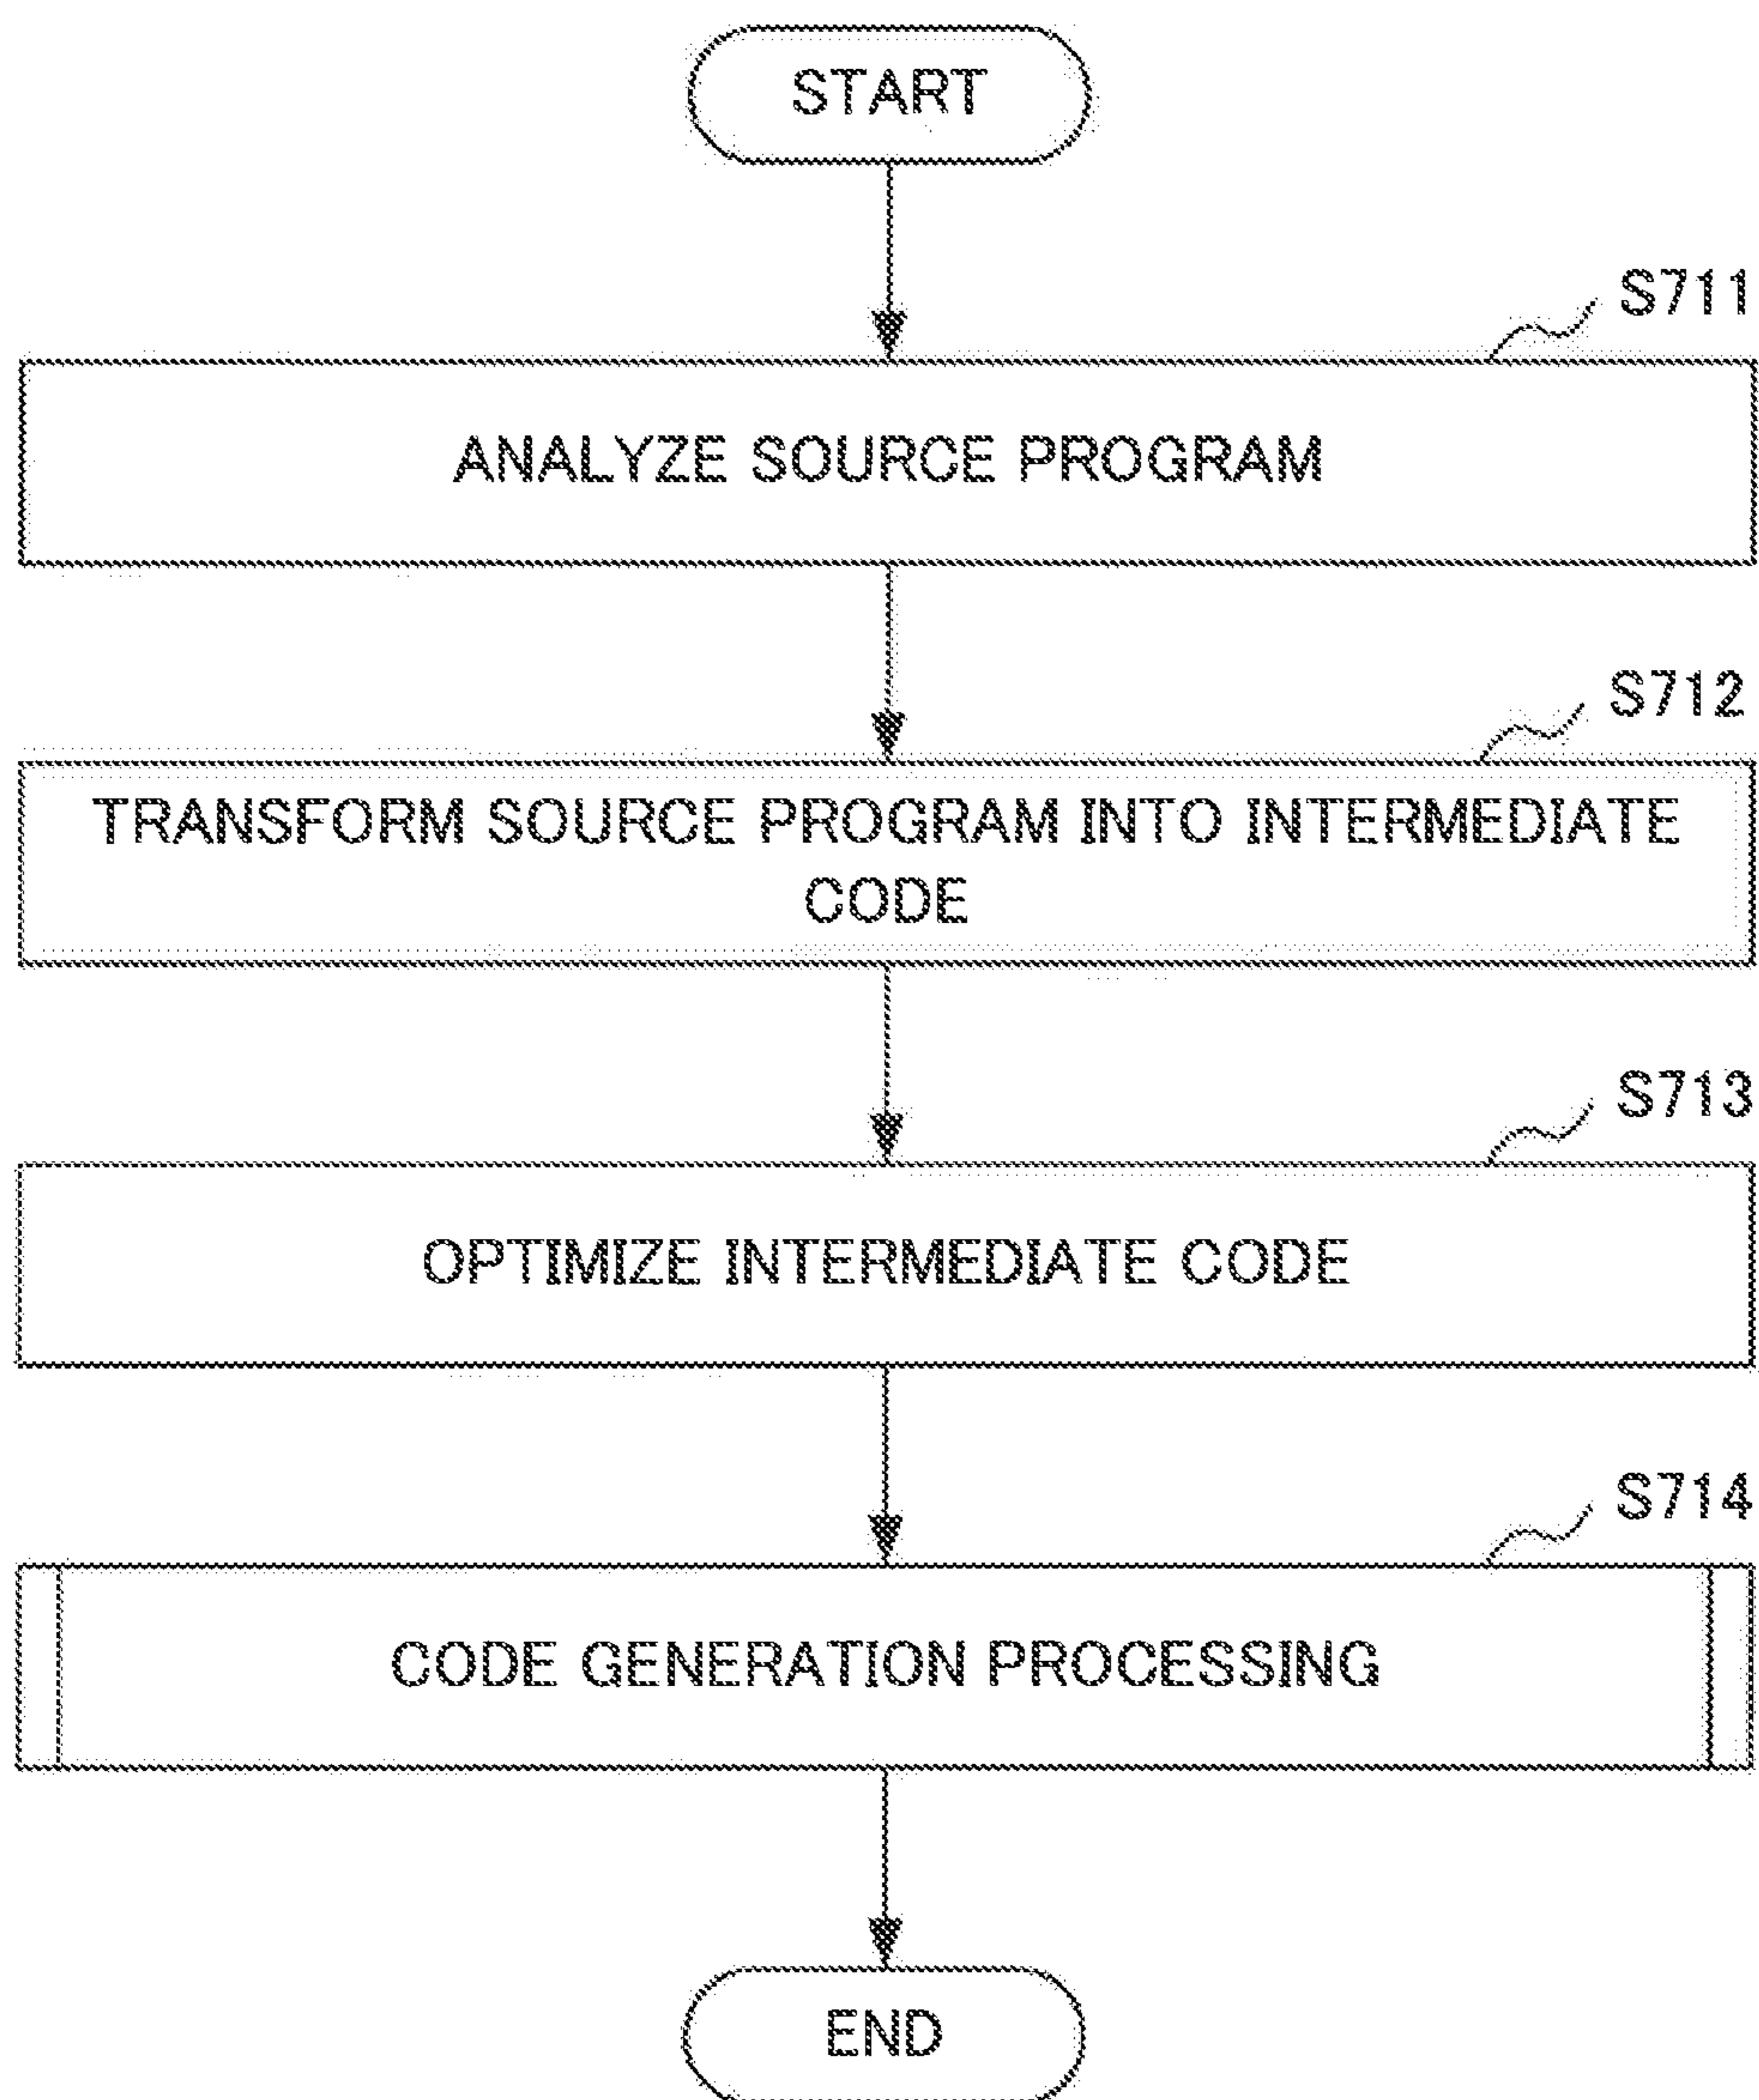 START
S711
ANALYZE SOURCE PROGRAM
S712
TRANSFORM SOURCE PROGRAM INTO INTERMEDIATE
CODE
S713
OPTIMIZE INTERMEDIATE CODE
S714
CODE GENERATION PROCESSING
END